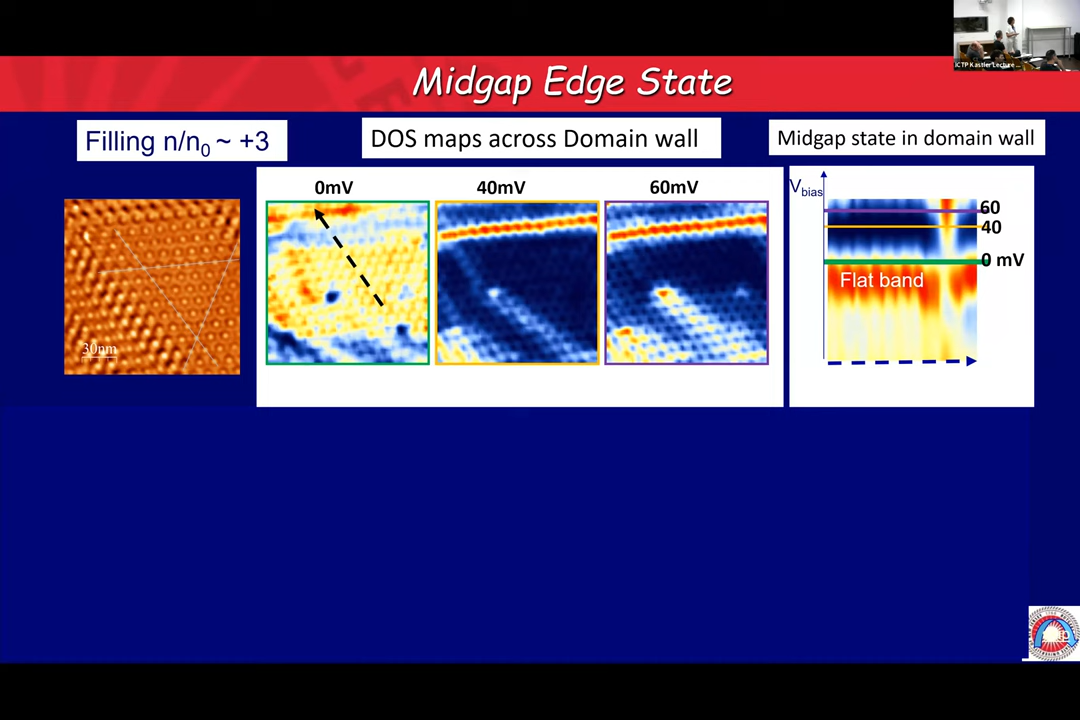 ICTP Kastler Lecture ...
Midgap Edge State
Filling n/n₀ ~ +3
DOS maps across Domain wall
Midgap state in domain wall
0mV
40mV
60mV
30nm
Vbias
60
40
0 mV
Flat band